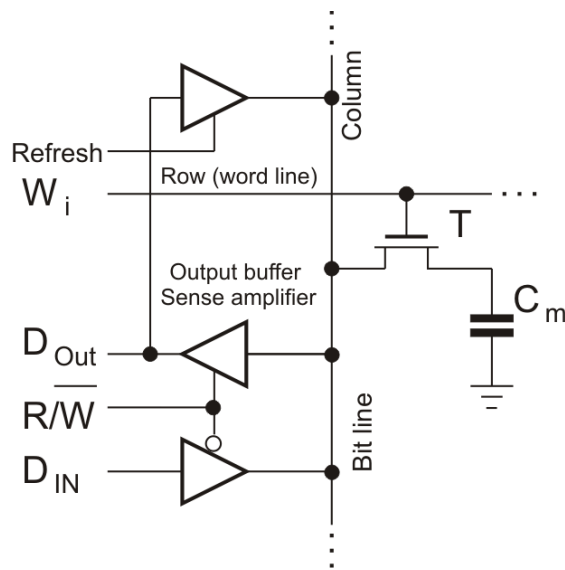 Column
Refresh
Row (word line)
W i
T
Output buffer
Sense amplifier
C m
D Out
R/W̅
Bit line
D IN